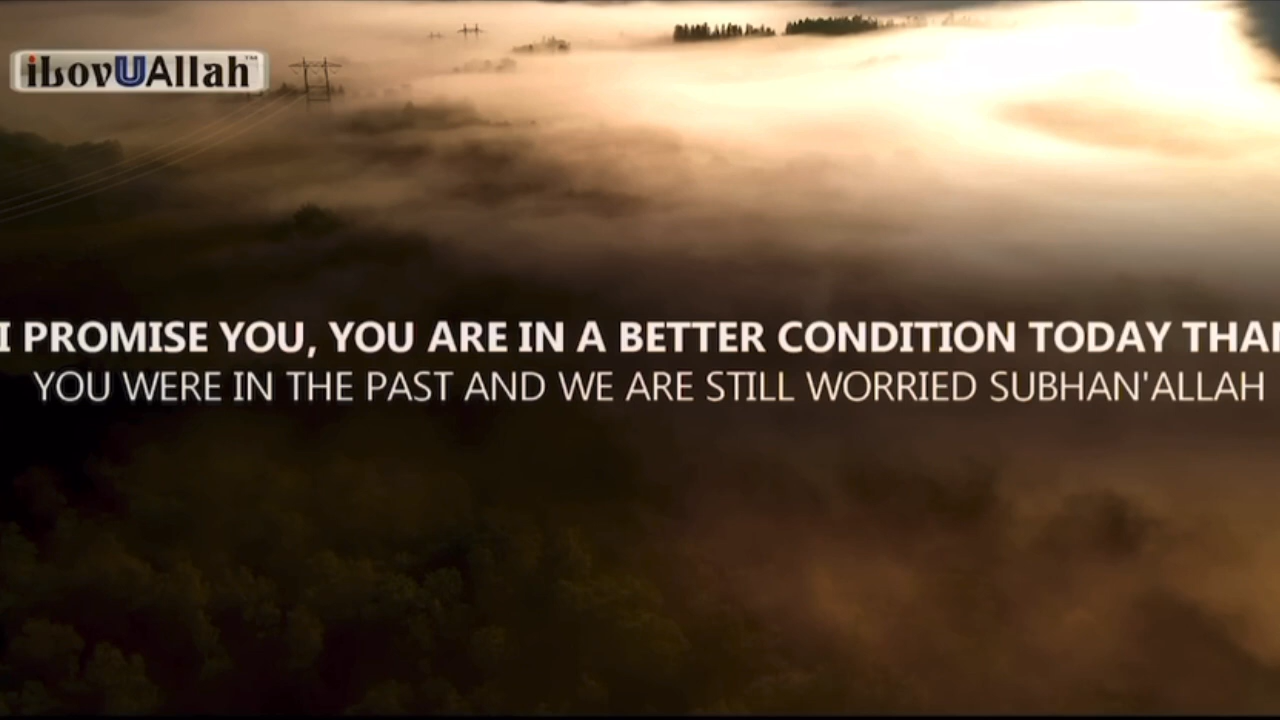 iLovUAllah™
I PROMISE YOU, YOU ARE IN A BETTER CONDITION TODAY THAN
YOU WERE IN THE PAST AND WE ARE STILL WORRIED SUBHAN'ALLAH